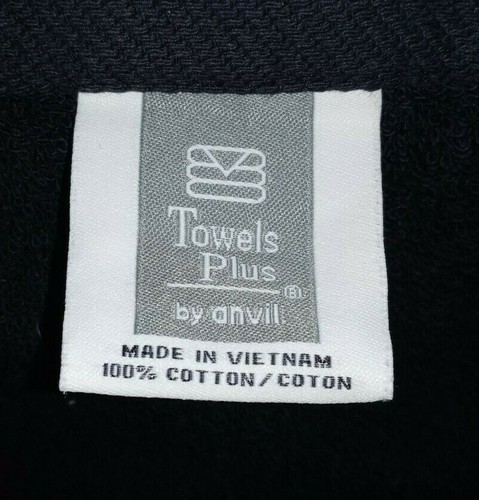 Towels
Plus
®
by anvil.
MADE IN VIETNAM
100% COTTON/COTON